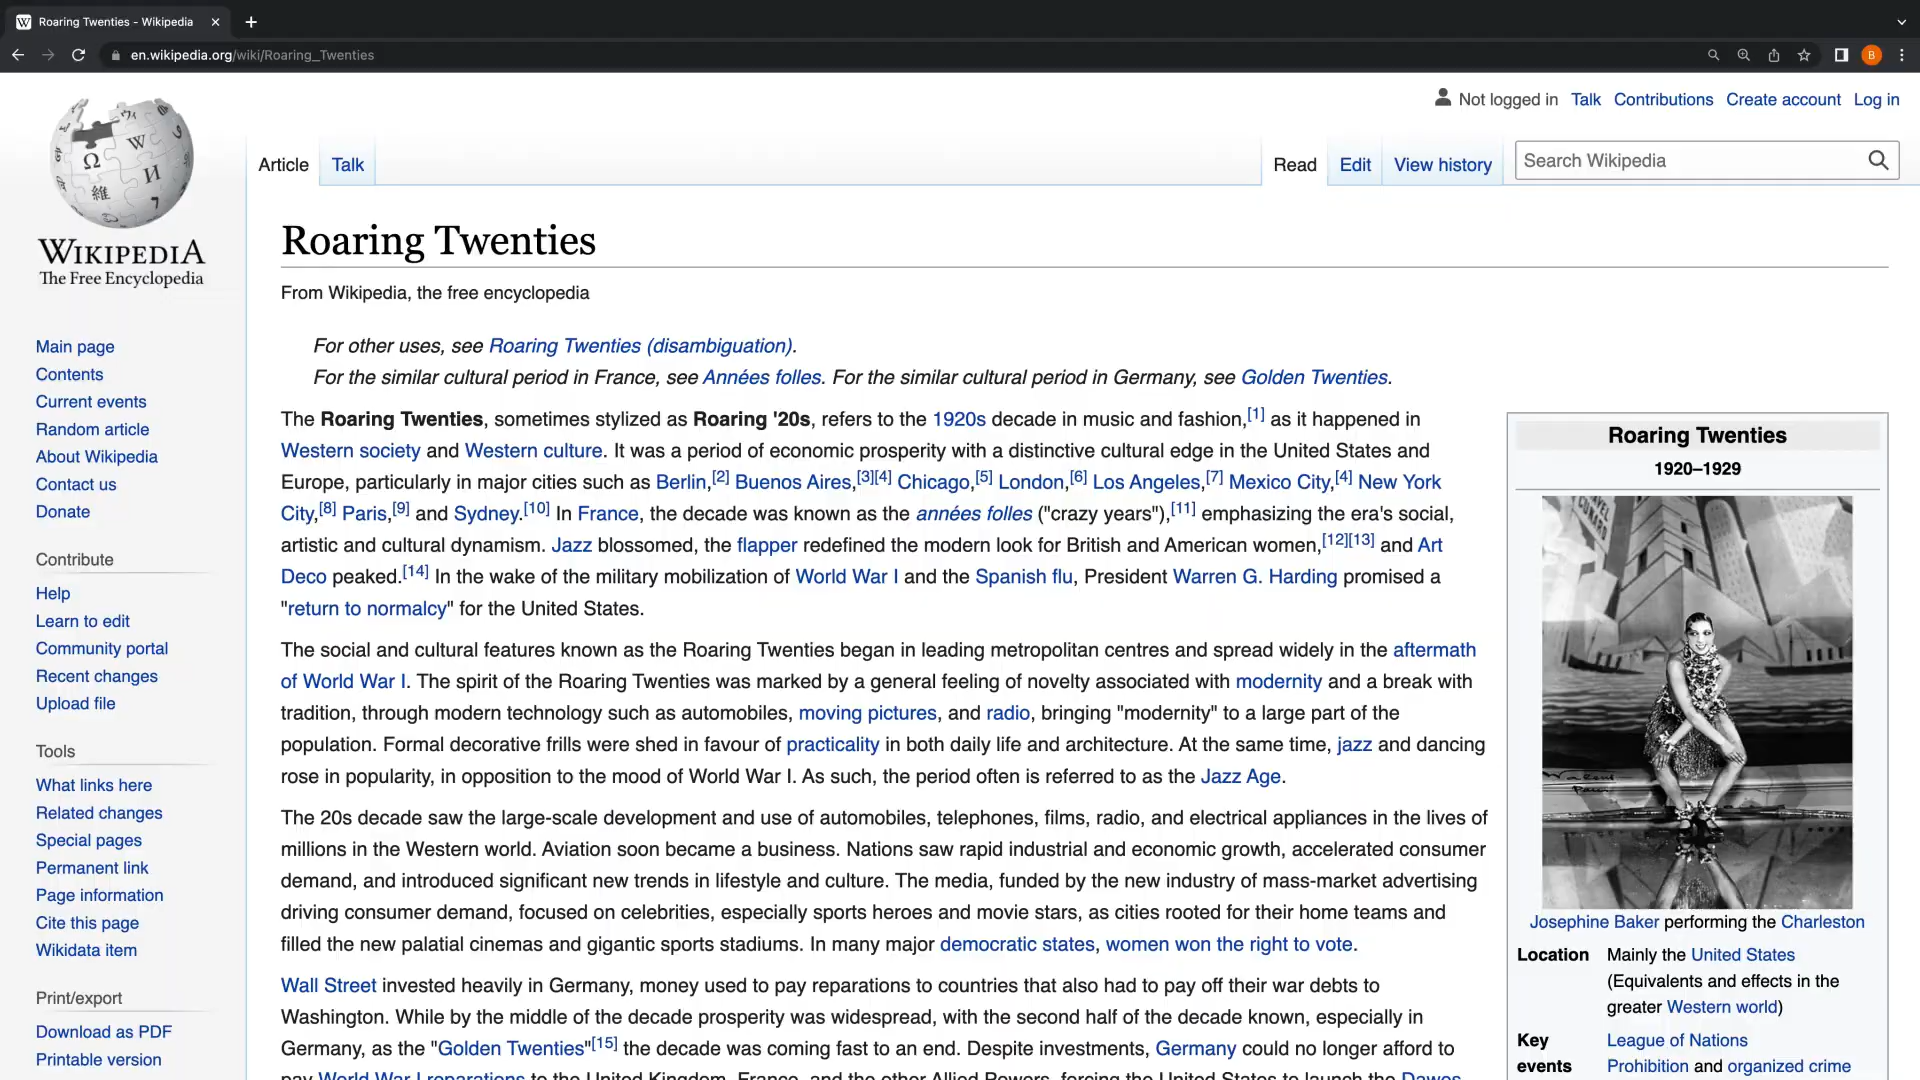 Roaring Twenties - Wikipedia
en.wikipedia.org/wiki/Roaring_Twenties
B
Not logged in Talk Contributions Create account Log in
Article Talk Read Edit View history Search Wikipedia
WIKIPEDIA
The Free Encyclopedia
Main page
Contents
Current events
Random article
About Wikipedia
Contact us
Donate
Contribute
Help
Learn to edit
Community portal
Recent changes
Upload file
Tools
What links here
Related changes
Special pages
Permanent link
Page information
Cite this page
Wikidata item
Print/export
Download as PDF
Printable version
Roaring Twenties
From Wikipedia, the free encyclopedia
For other uses, see Roaring Twenties (disambiguation).
For the similar cultural period in France, see Années folles. For the similar cultural period in Germany, see Golden Twenties.
The Roaring Twenties, sometimes stylized as Roaring '20s, refers to the 1920s decade in music and fashion,[1] as it happened in
Western society and Western culture. It was a period of economic prosperity with a distinctive cultural edge in the United States and
Europe, particularly in major cities such as Berlin,[2] Buenos Aires,[3][4] Chicago,[5] London,[6] Los Angeles,[7] Mexico City,[4] New York
City,[8] Paris,[9] and Sydney.[10] In France, the decade was known as the années folles ("crazy years"),[11] emphasizing the era's social,
artistic and cultural dynamism. Jazz blossomed, the flapper redefined the modern look for British and American women,[12][13] and Art
Deco peaked.[14] In the wake of the military mobilization of World War I and the Spanish flu, President Warren G. Harding promised a
"return to normalcy" for the United States.
The social and cultural features known as the Roaring Twenties began in leading metropolitan centres and spread widely in the aftermath
of World War I. The spirit of the Roaring Twenties was marked by a general feeling of novelty associated with modernity and a break with
tradition, through modern technology such as automobiles, moving pictures, and radio, bringing "modernity" to a large part of the
population. Formal decorative frills were shed in favour of practicality in both daily life and architecture. At the same time, jazz and dancing
rose in popularity, in opposition to the mood of World War I. As such, the period often is referred to as the Jazz Age.
The 20s decade saw the large-scale development and use of automobiles, telephones, films, radio, and electrical appliances in the lives of
millions in the Western world. Aviation soon became a business. Nations saw rapid industrial and economic growth, accelerated consumer
demand, and introduced significant new trends in lifestyle and culture. The media, funded by the new industry of mass-market advertising
driving consumer demand, focused on celebrities, especially sports heroes and movie stars, as cities rooted for their home teams and
filled the new palatial cinemas and gigantic sports stadiums. In many major democratic states, women won the right to vote.
Wall Street invested heavily in Germany, money used to pay reparations to countries that also had to pay off their war debts to
Washington. While by the middle of the decade prosperity was widespread, with the second half of the decade known, especially in
Germany, as the "Golden Twenties"[15] the decade was coming fast to an end. Despite investments, Germany could no longer afford to
pay World War I reparations to the United Kingdom, France, and the other Allied Powers, forcing the United States to launch the Dawes
Roaring Twenties
1920–1929
Josephine Baker performing the Charleston
Location Mainly the United States
(Equivalents and effects in the
greater Western world)
Key events League of Nations
Prohibition and organized crime